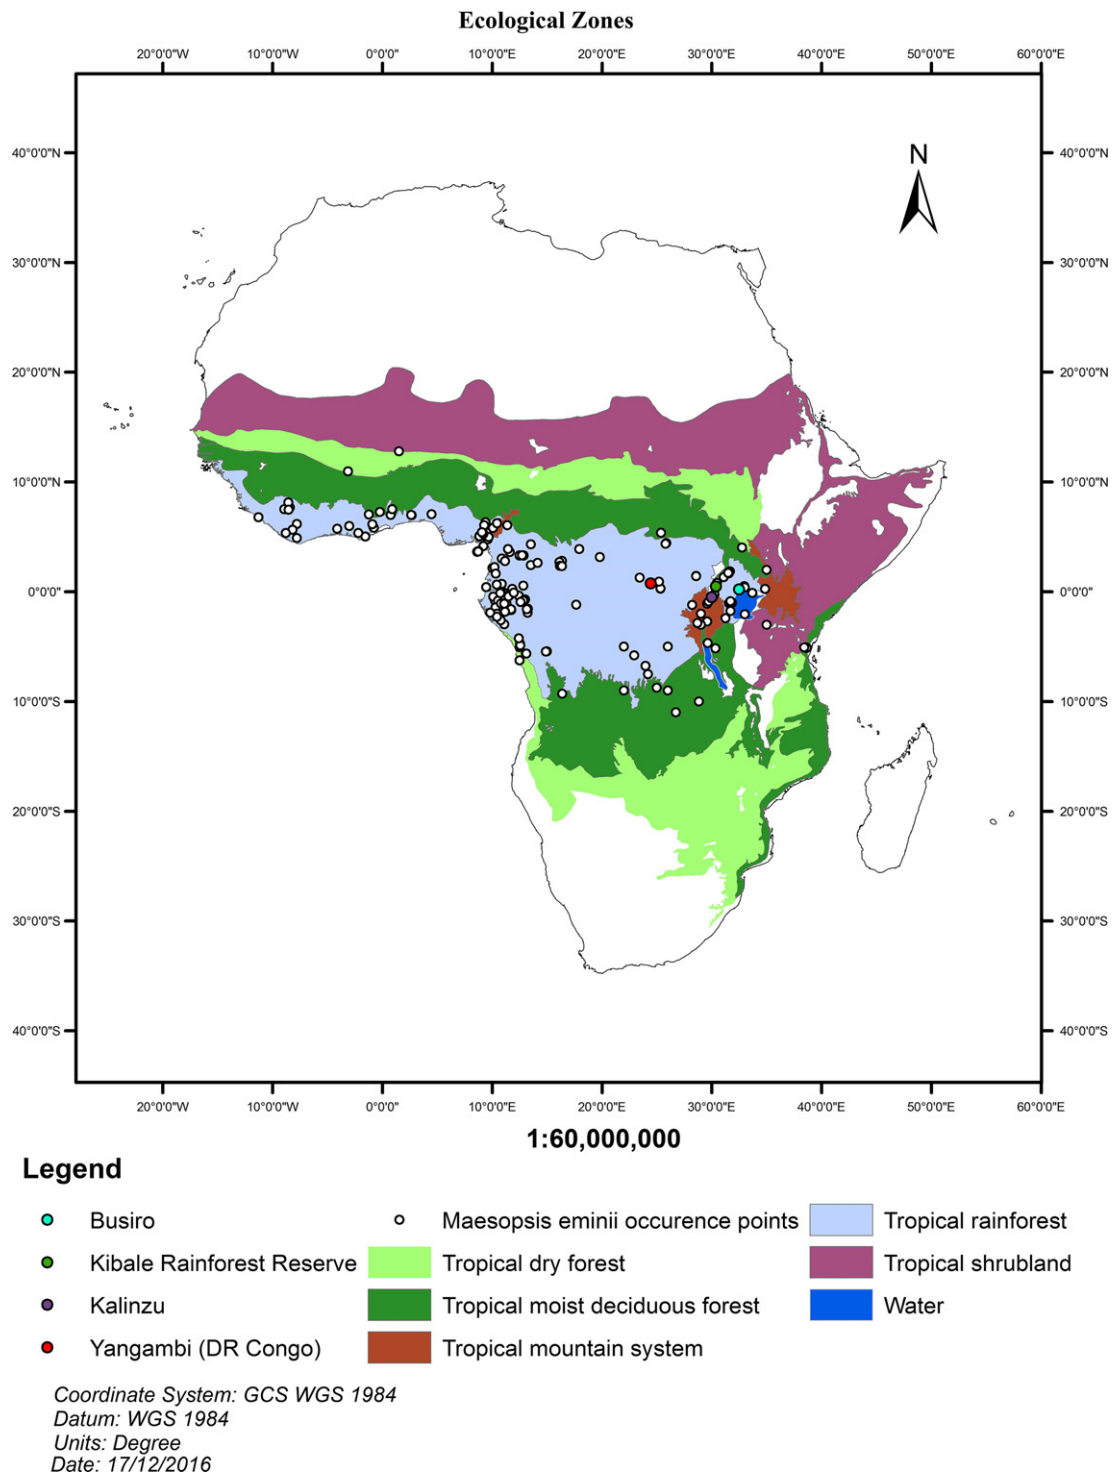 Ecological Zones
20°0'0"W 10°0'0"W 0°0'0" 10°0'0"E 20°0'0"E 30°0'0"E 40°0'0"E 50°0'0"E 60°0'0"E
N
40°0'0"N 40°0'0"N
30°0'0"N 30°0'0"N
20°0'0"N 20°0'0"N
10°0'0"N 10°0'0"N
0°0'0" 0°0'0"
10°0'0"S 10°0'0"S
20°0'0"S 20°0'0"S
30°0'0"S 30°0'0"S
40°0'0"S 40°0'0"S
20°0'0"W 10°0'0"W 0°0'0" 10°0'0"E 20°0'0"E 30°0'0"E 40°0'0"E 50°0'0"E 60°0'0"E
1:60,000,000
Legend
Busiro Maesopsis eminii occurence points Tropical rainforest
Kibale Rainforest Reserve Tropical dry forest Tropical shrubland
Kalinzu Tropical moist deciduous forest Water
Yangambi (DR Congo) Tropical mountain system
Coordinate System: GCS WGS 1984
Datum: WGS 1984
Units: Degree
Date: 17/12/2016